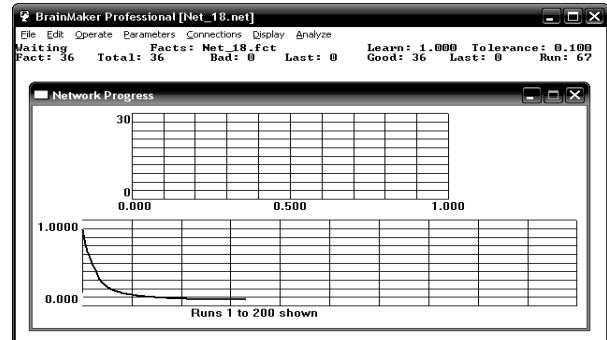 BrainMaker Professional [Net_18.net]
File Edit Operate Parameters Connections Display Analyze
Waiting Facts: Net_18.fct Learn: 1.000 Tolerance: 0.100
Fact: 36 Total: 36 Bad: 0 Last: 0 Good: 36 Last: 0 Run: 67
Network Progress
30
0
0.000 0.500 1.000
1.0000
0.000
Runs 1 to 200 shown